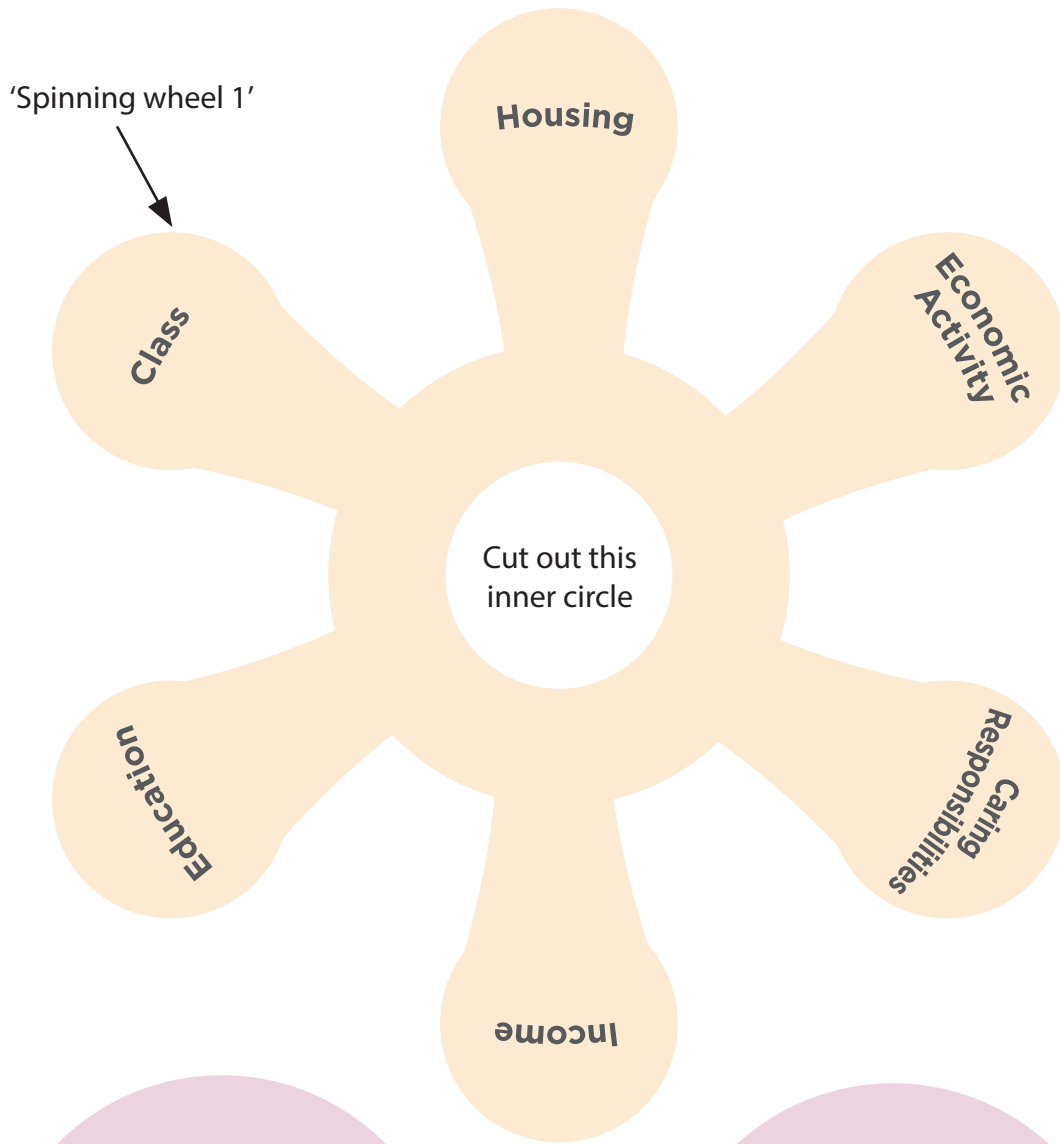 ‘Spinning wheel 1’
Housing
Economic
Activity
Class
Cut out this
inner circle
Education
Caring
Responsibilities
Income